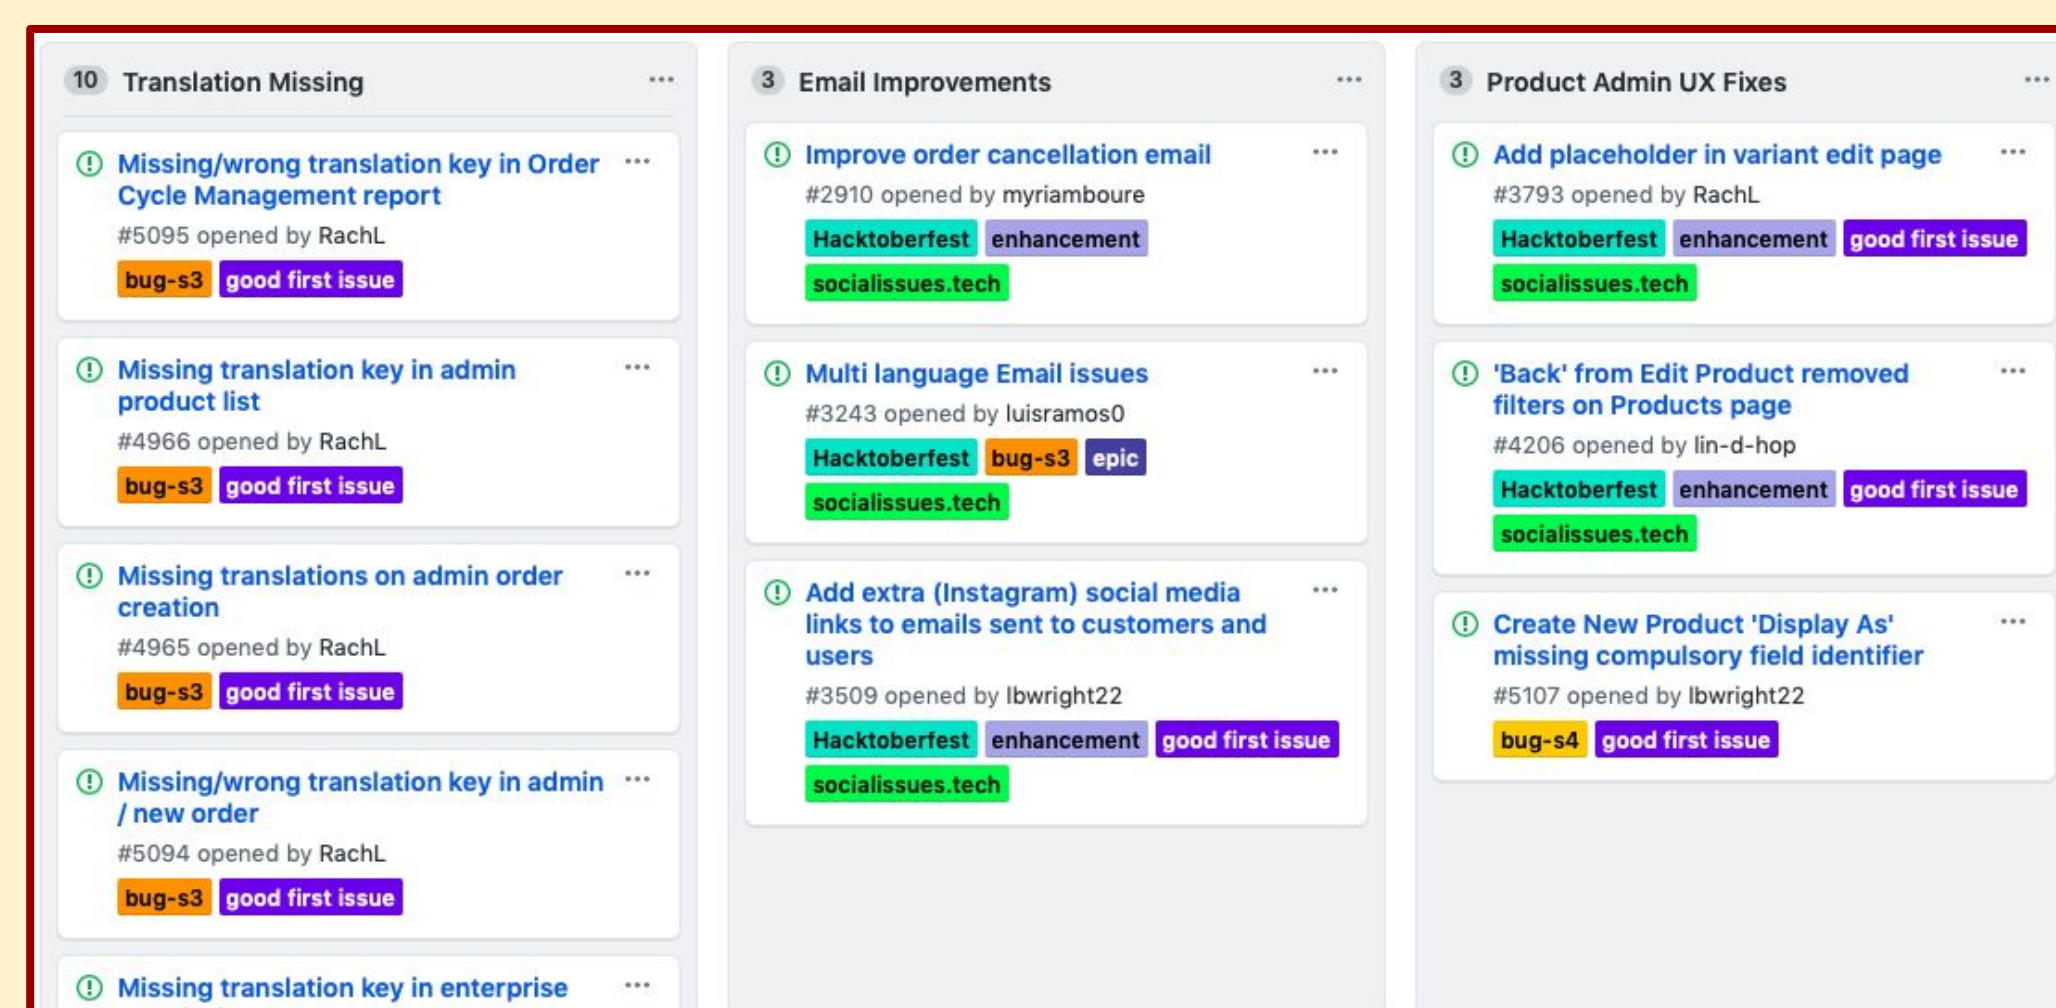 10 Translation Missing
Missing/wrong translation key in Order
Cycle Management report
#5095 opened by RachL
bug-s3 good first issue
Missing translation key in admin
product list
#4966 opened by RachL
bug-s3 good first issue
Missing translations on admin order
creation
#4965 opened by RachL
bug-s3 good first issue
Missing/wrong translation key in admin
/ new order
#5094 opened by RachL
bug-s3 good first issue
Missing translation key in enterprise
3 Email Improvements
Improve order cancellation email
#2910 opened by myriamboure
Hacktoberfest enhancement
socialissues.tech
Multi language Email issues
#3243 opened by luisramos0
Hacktoberfest bug-s3 epic
socialissues.tech
Add extra (Instagram) social media
links to emails sent to customers and
users
#3509 opened by lbwright22
Hacktoberfest enhancement good first issue
socialissues.tech
3 Product Admin UX Fixes
Add placeholder in variant edit page
#3793 opened by RachL
Hacktoberfest enhancement good first issue
socialissues.tech
'Back' from Edit Product removed
filters on Products page
#4206 opened by lin-d-hop
Hacktoberfest enhancement good first issue
socialissues.tech
Create New Product 'Display As'
missing compulsory field identifier
#5107 opened by lbwright22
bug-s4 good first issue